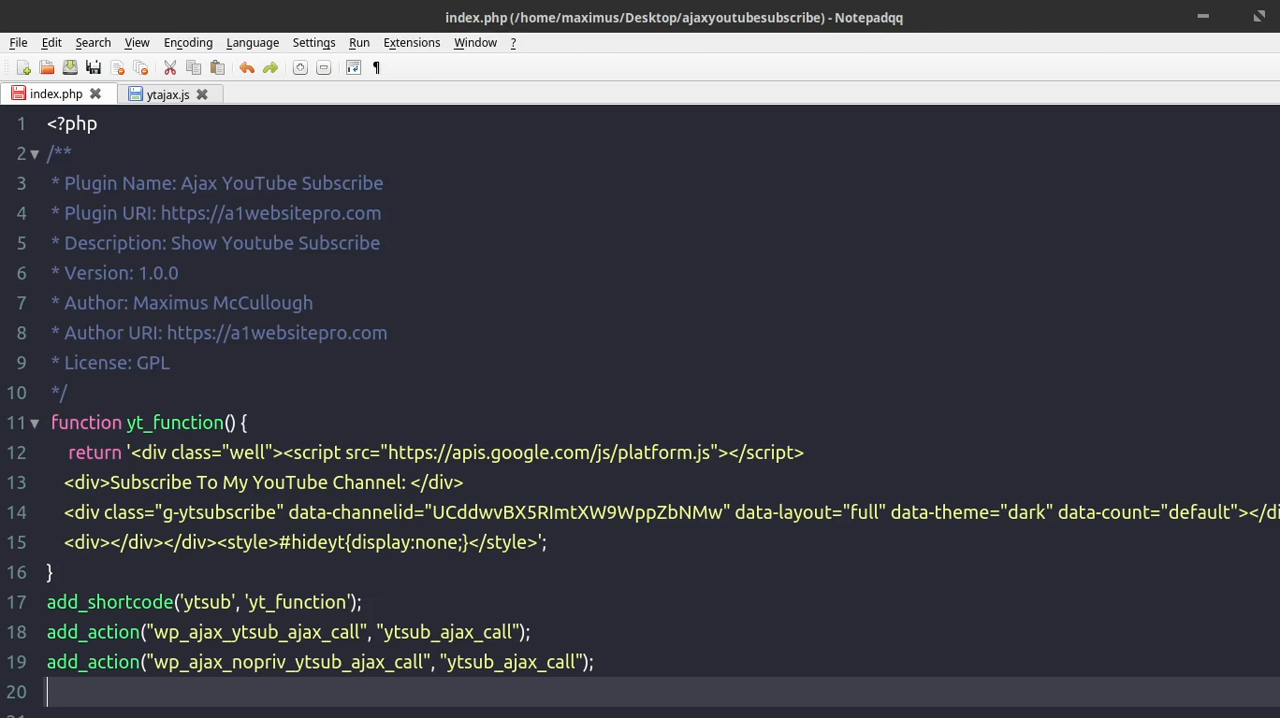 index.php (/home/maximus/Desktop/ajaxyoutubesubscribe) - Notepadqq
File Edit Search View Encoding Language Settings Run Extensions Window ?
index.php ytajax.js
1 <?php
2 /**
3 * Plugin Name: Ajax YouTube Subscribe
4 * Plugin URI: https://a1websitepro.com
5 * Description: Show Youtube Subscribe
6 * Version: 1.0.0
7 * Author: Maximus McCullough
8 * Author URI: https://a1websitepro.com
9 * License: GPL
10 */
11 function yt_function() {
12 return '<div class="well"><script src="https://apis.google.com/js/platform.js"></script>
13 <div>Subscribe To My YouTube Channel: </div>
14 <div class="g-ytsubscribe" data-channelid="UCddwvBX5RImtXW9WppZbNMw" data-layout="full" data-theme="dark" data-count="default"></di
15 <div></div></div><style>#hideyt{display:none;}</style>';
16 }
17 add_shortcode('ytsub', 'yt_function');
18 add_action("wp_ajax_ytsub_ajax_call", "ytsub_ajax_call");
19 add_action("wp_ajax_nopriv_ytsub_ajax_call", "ytsub_ajax_call");
20